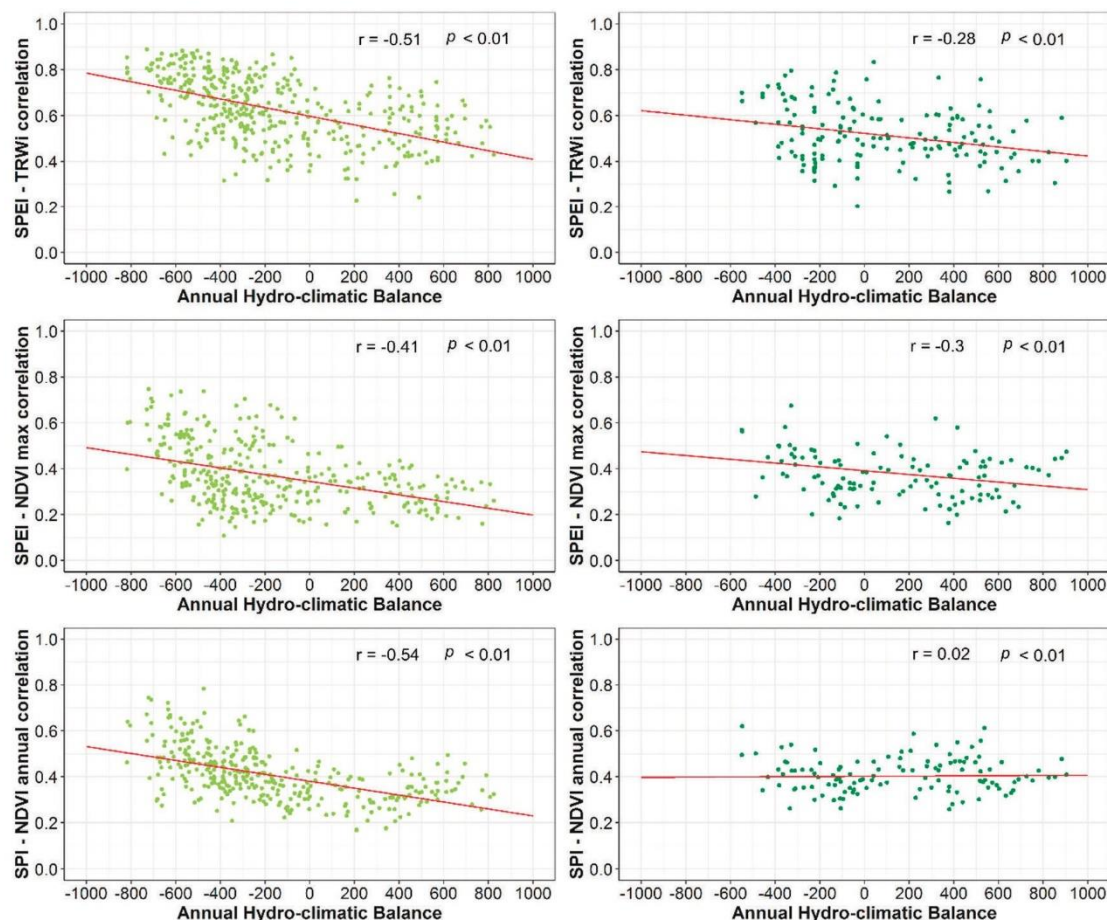 1.0
0.8
0.6
0.4
0.2
0.0
SPEI - TRWi correlation
r = -0.51 p < 0.01
-1000 -800 -600 -400 -200 0 200 400 600 800 1000
Annual Hydro-climatic Balance
1.0
0.8
0.6
0.4
0.2
0.0
SPEI - TRWi correlation
r = -0.28 p < 0.01
-1000 -800 -600 -400 -200 0 200 400 600 800 1000
Annual Hydro-climatic Balance
1.0
0.8
0.6
0.4
0.2
0.0
SPEI - NDVI max correlation
r = -0.41 p < 0.01
-1000 -800 -600 -400 -200 0 200 400 600 800 1000
Annual Hydro-climatic Balance
1.0
0.8
0.6
0.4
0.2
0.0
SPEI - NDVI max correlation
r = -0.3 p < 0.01
-1000 -800 -600 -400 -200 0 200 400 600 800 1000
Annual Hydro-climatic Balance
1.0
0.8
0.6
0.4
0.2
0.0
SPI - NDVI annual correlation
r = -0.54 p < 0.01
-1000 -800 -600 -400 -200 0 200 400 600 800 1000
Annual Hydro-climatic Balance
1.0
0.8
0.6
0.4
0.2
0.0
SPI - NDVI annual correlation
r = 0.02 p < 0.01
-1000 -800 -600 -400 -200 0 200 400 600 800 1000
Annual Hydro-climatic Balance